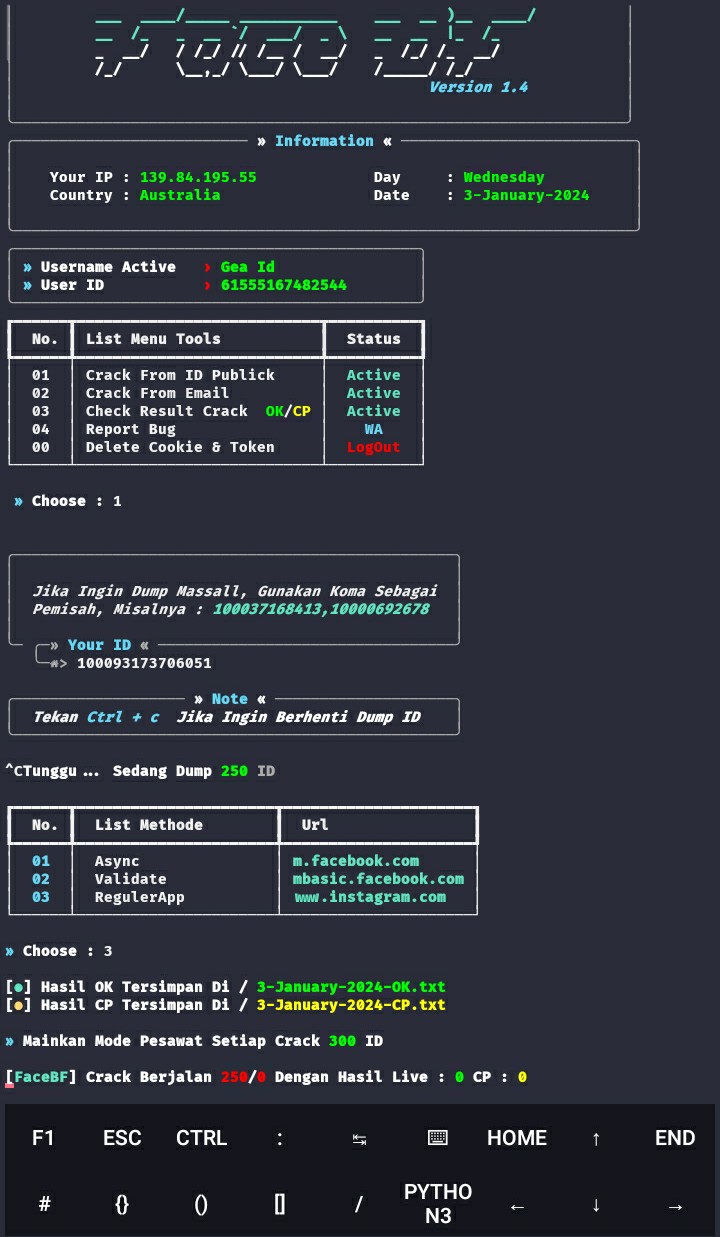 Version 1.4
» Information «
Your IP : 139.84.195.55 Day : Wednesday
Country : Australia Date : 3-January-2024
» Username Active › Gea Id
» User ID › 61555167482544
No. List Menu Tools Status
01 Crack From ID Publick Active
02 Crack From Email Active
03 Check Result Crack OK/CP Active
04 Report Bug WA
00 Delete Cookie & Token LogOut
» Choose : 1
Jika Ingin Dump Massall, Gunakan Koma Sebagai
Pemisah, Misalnya : 100037168413,10000692678
» Your ID «
#> 100093173706051
» Note «
Tekan Ctrl + c Jika Ingin Berhenti Dump ID
^CTunggu... Sedang Dump 250 ID
No. List Methode Url
01 Async m.facebook.com
02 Validate mbasic.facebook.com
03 RegulerApp www.instagram.com
» Choose : 3
[●] Hasil OK Tersimpan Di / 3-January-2024-OK.txt
[●] Hasil CP Tersimpan Di / 3-January-2024-CP.txt
» Mainkan Mode Pesawat Setiap Crack 300 ID
[FaceBF] Crack Berjalan 250/0 Dengan Hasil Live : 0 CP : 0
F1 ESC CTRL : ↹ ⌨ HOME ↑ END
# {} () [] / PYTHO
N3 ← ↓ →